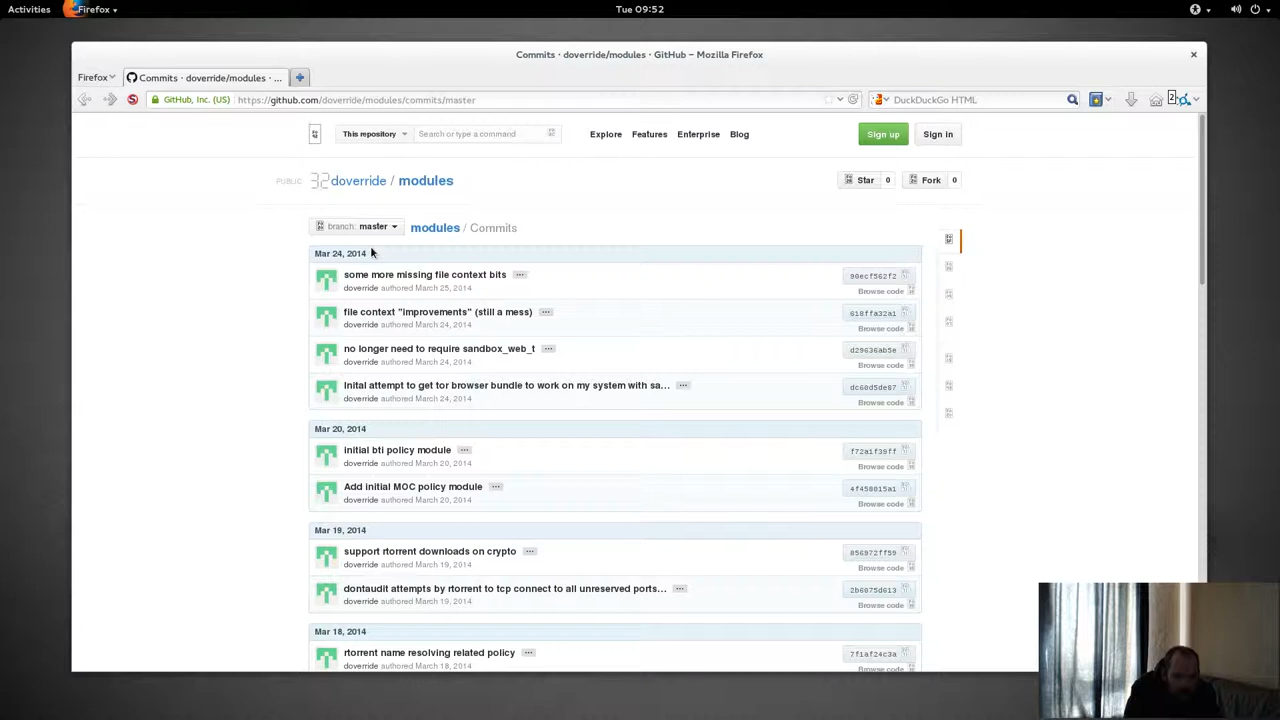 Activities Firefox Tue 09:52
Commits · doverride/modules · GitHub – Mozilla Firefox
Firefox Commits · doverride/modules · ...
GitHub, Inc. (US) https://github.com/doverride/modules/commits/master DuckDuckGo HTML
This repository Search or type a command Explore Features Enterprise Blog Sign up Sign in
PUBLIC doverride / modules Star 0 Fork 0
branch: master modules / Commits
Mar 24, 2014
some more missing file context bits ... 90ecf562f2
doverride authored March 25, 2014 Browse code
file context "improvements" (still a mess) ... 618ffa32a1
doverride authored March 24, 2014 Browse code
no longer need to require sandbox_web_t ... d29636ab5e
doverride authored March 24, 2014 Browse code
Inital attempt to get tor browser bundle to work on my system with sa... ... dc60d5de87
doverride authored March 24, 2014 Browse code
Mar 20, 2014
initial bti policy module ... f72a1f39ff
doverride authored March 20, 2014 Browse code
Add initial MOC policy module ... 4f458015a1
doverride authored March 20, 2014 Browse code
Mar 19, 2014
support rtorrent downloads on crypto ... 856972ff59
doverride authored March 19, 2014 Browse code
dontaudit attempts by rtorrent to tcp connect to all unreserved ports... ... 2b6075d613
doverride authored March 19, 2014 Browse code
Mar 18, 2014
rtorrent name resolving related policy ... 7f1af24c3a
doverride authored March 18, 2014